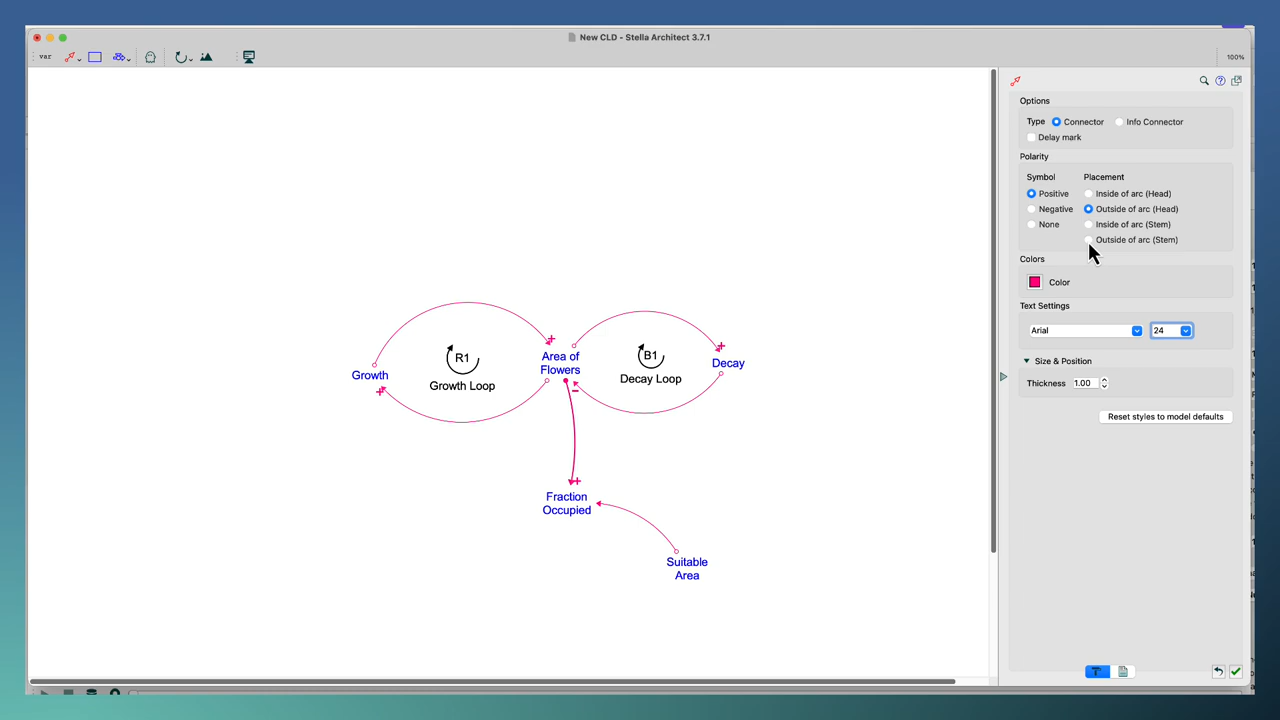 New CLD - Stella Architect 3.7.1
var
100%
Options
Type Connector Info Connector
Delay mark
Polarity
Symbol Placement
Positive Inside of arc (Head)
Negative Outside of arc (Head)
None Inside of arc (Stem)
Outside of arc (Stem)
Colors
Color
Text Settings
Arial 24
Size & Position
Thickness 1.00
Reset styles to model defaults
R1
Growth Loop
Growth
+
+
Area of
Flowers
B1
Decay Loop
+
Decay
−
+
Fraction
Occupied
Suitable
Area